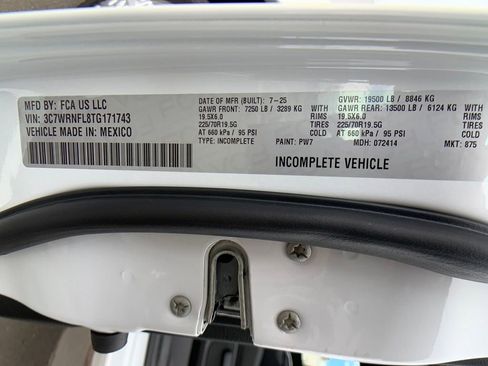 MFD BY: FCA US LLC
VIN: 3C7WRNFL8TG171743
VEHICLE MADE IN: MEXICO
DATE OF MFR (BUILT): 7-25
GAWR FRONT: 7250 LB / 3289 KG WITH
19.5X6.0 RIMS
225/70R19.5G TIRES
AT 660 kPa / 95 PSI COLD
TYPE: INCOMPLETE PAINT: PW7
GVWR: 19500 LB / 8846 KG
GAWR REAR: 13500 LB / 6124 KG WITH
19.5X6.0 RIMS
225/70R19.5G TIRES
AT 660 kPa / 95 PSI COLD
MDH: 072414 MKT: 875
INCOMPLETE VEHICLE